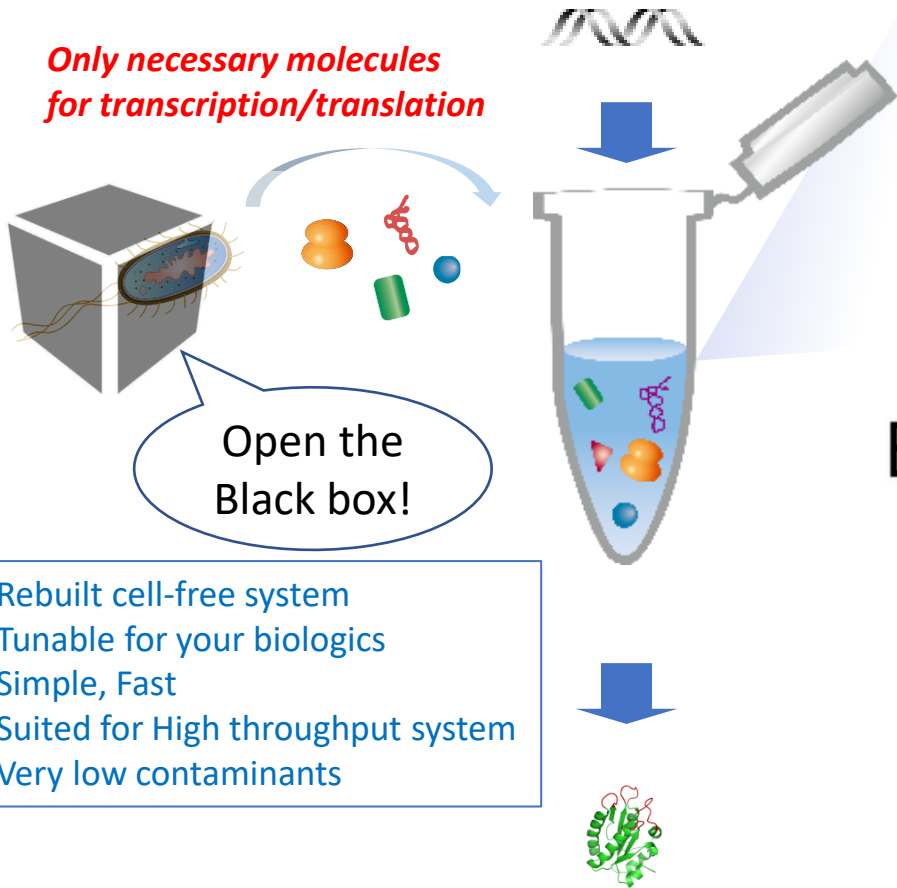 Only necessary molecules
for transcription/translation
Open the
Black box!
Rebuilt cell-free system
Tunable for your biologics
Simple, Fast
Suited for High throughput system
Very low contaminants